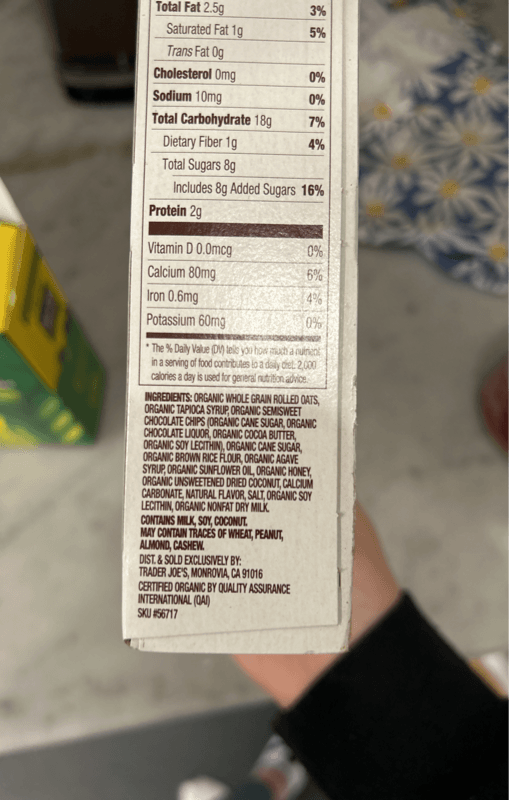 Total Fat 2.5g 3%
Saturated Fat 1g 5%
Trans Fat 0g
Cholesterol 0mg 0%
Sodium 10mg 0%
Total Carbohydrate 18g 7%
Dietary Fiber 1g 4%
Total Sugars 8g
Includes 8g Added Sugars 16%
Protein 2g
Vitamin D 0.0mcg 0%
Calcium 80mg 6%
Iron 0.6mg 4%
Potassium 60mg 0%
* The % Daily Value (DV) tells you how much a nutrient
in a serving of food contributes to a daily diet. 2,000
calories a day is used for general nutrition advice.
INGREDIENTS: ORGANIC WHOLE GRAIN ROLLED OATS,
ORGANIC TAPIOCA SYRUP, ORGANIC SEMISWEET
CHOCOLATE CHIPS (ORGANIC CANE SUGAR, ORGANIC
CHOCOLATE LIQUOR, ORGANIC COCOA BUTTER,
ORGANIC SOY LECITHIN), ORGANIC CANE SUGAR,
ORGANIC BROWN RICE FLOUR, ORGANIC AGAVE
SYRUP, ORGANIC SUNFLOWER OIL, ORGANIC HONEY,
ORGANIC UNSWEETENED DRIED COCONUT, CALCIUM
CARBONATE, NATURAL FLAVOR, SALT, ORGANIC SOY
LECITHIN, ORGANIC NONFAT DRY MILK.
CONTAINS MILK, SOY, COCONUT.
MAY CONTAIN TRACES OF WHEAT, PEANUT,
ALMOND, CASHEW.
DIST. & SOLD EXCLUSIVELY BY:
TRADER JOE'S, MONROVIA, CA 91016
CERTIFIED ORGANIC BY QUALITY ASSURANCE
INTERNATIONAL (QAI)
SKU #56717